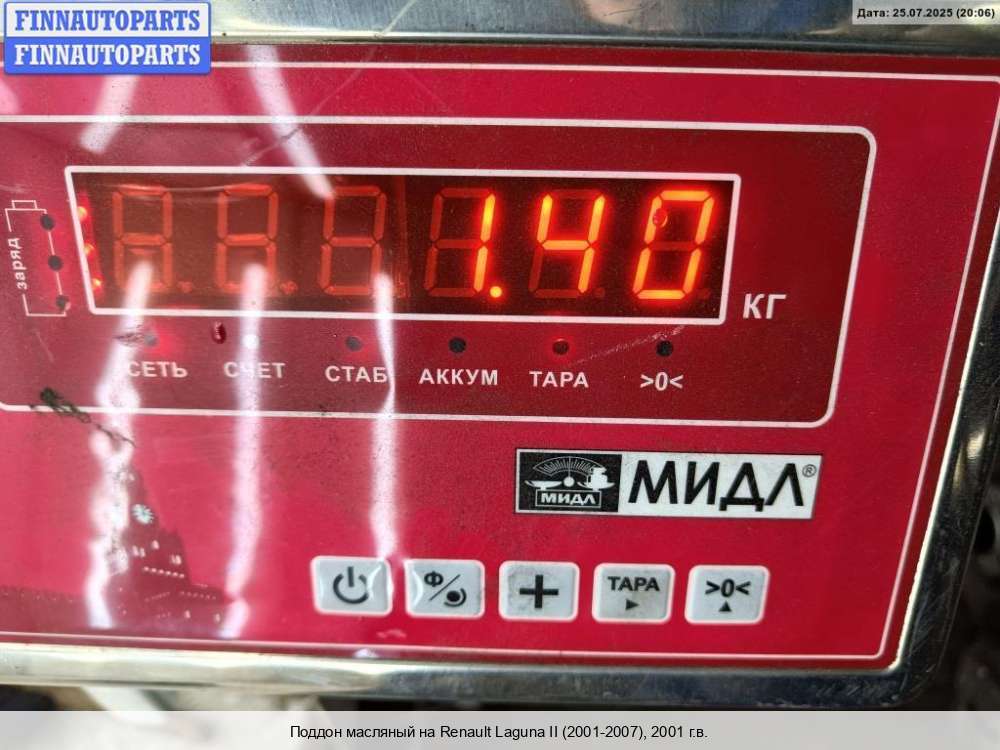 FINNAUTOPARTS
FINNAUTOPARTS
Дата: 25.07.2025 (20:06)
заряд
1.40
КГ
СЕТЬ СЧЕТ СТАБ АККУМ ТАРА >0<
МИДЛ МИДЛ®
Ф ТАРА >0<
Поддон масляный на Renault Laguna II (2001-2007), 2001 г.в.